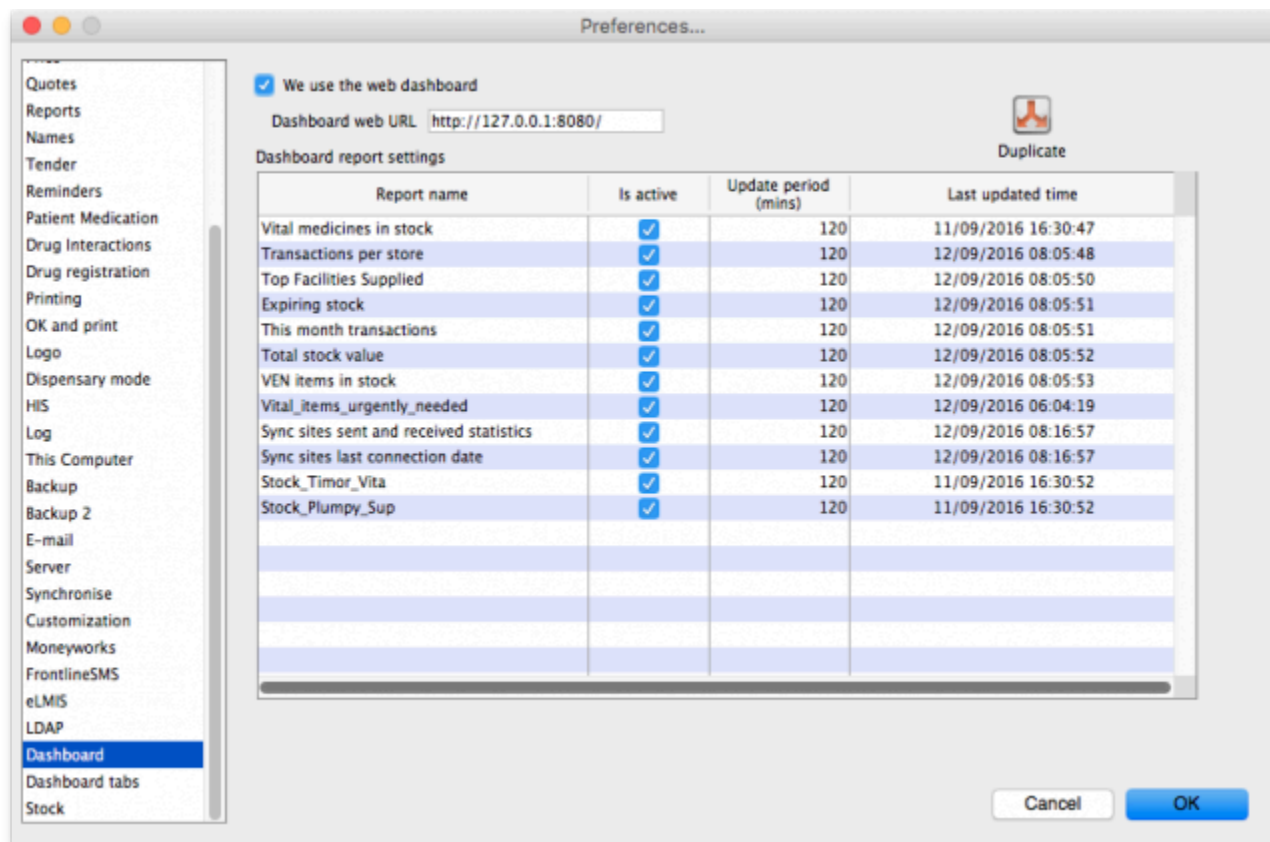 Preferences...
Quotes
Reports
Names
Tender
Reminders
Patient Medication
Drug Interactions
Drug registration
Printing
OK and print
Logo
Dispensary mode
HIS
Log
This Computer
Backup
Backup 2
E-mail
Server
Synchronise
Customization
Moneyworks
FrontlineSMS
eLMIS
LDAP
Dashboard
Dashboard tabs
Stock
We use the web dashboard
Dashboard web URL http://127.0.0.1:8080/
Duplicate
Dashboard report settings
Report name Is active Update period (mins) Last updated time
Vital medicines in stock 120 11/09/2016 16:30:47
Transactions per store 120 12/09/2016 08:05:48
Top Facilities Supplied 120 12/09/2016 08:05:50
Expiring stock 120 12/09/2016 08:05:51
This month transactions 120 12/09/2016 08:05:51
Total stock value 120 12/09/2016 08:05:52
VEN items in stock 120 12/09/2016 08:05:53
Vital_items_urgently_needed 120 12/09/2016 06:04:19
Sync sites sent and received statistics 120 12/09/2016 08:16:57
Sync sites last connection date 120 12/09/2016 08:16:57
Stock_Timor_Vita 120 11/09/2016 16:30:52
Stock_Plumpy_Sup 120 11/09/2016 16:30:52
Cancel OK